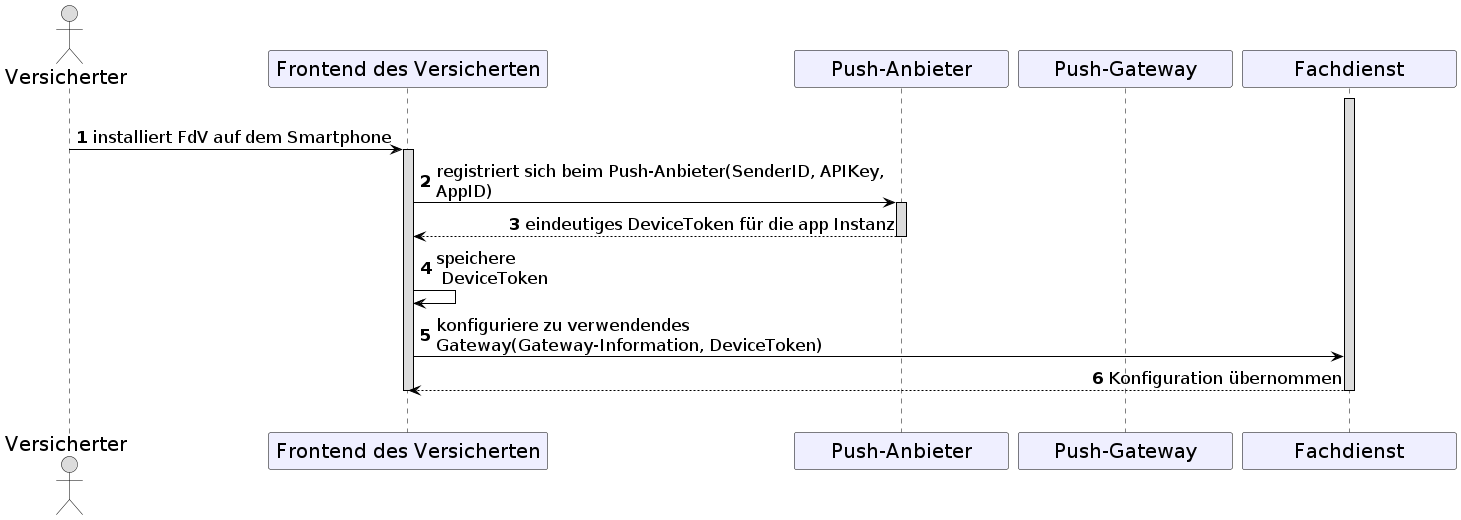 Versicherter
Frontend des Versicherten
Push-Anbieter
Push-Gateway
Fachdienst
1 installiert FdV auf dem Smartphone
2 registriert sich beim Push-Anbieter(SenderID, APIKey,
AppID)
3 eindeutiges DeviceToken für die app Instanz
4 speichere
DeviceToken
5 konfiguriere zu verwendendes
Gateway(Gateway-Information, DeviceToken)
6 Konfiguration übernommen
Versicherter
Frontend des Versicherten
Push-Anbieter
Push-Gateway
Fachdienst